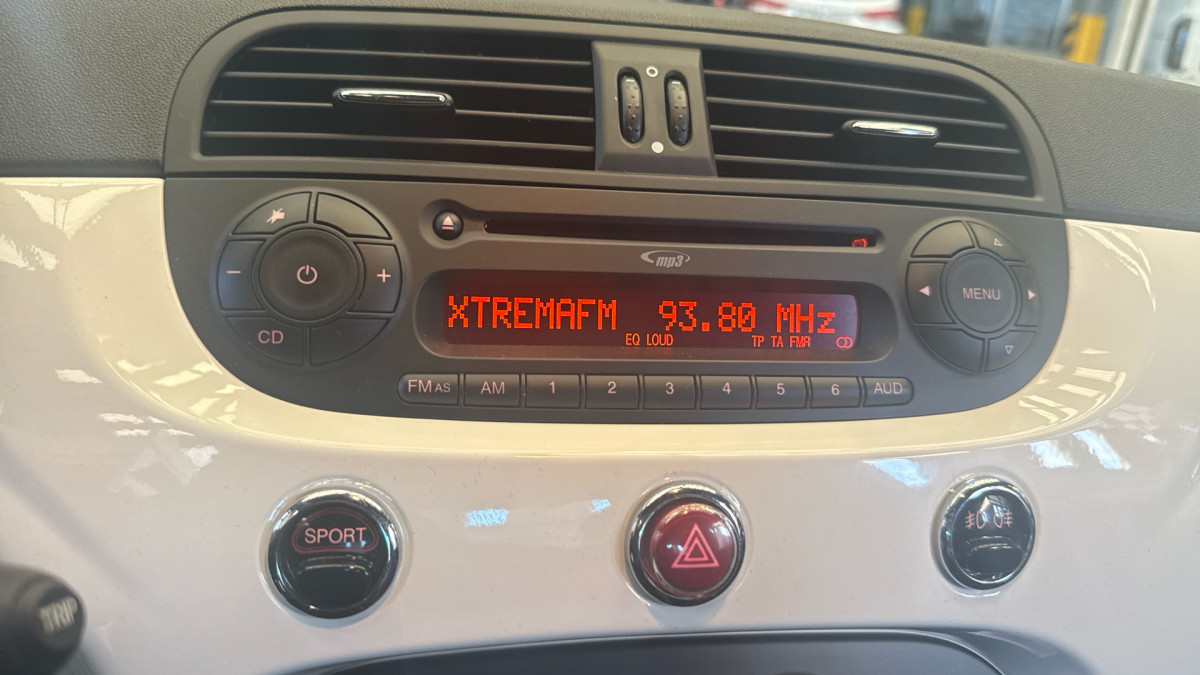 mp3
XTREMAFM 93.80 MHz
EQ LOUD TP TA FMA
CD
MENU
FM AS AM 1 2 3 4 5 6 AUD
SPORT
TRIP